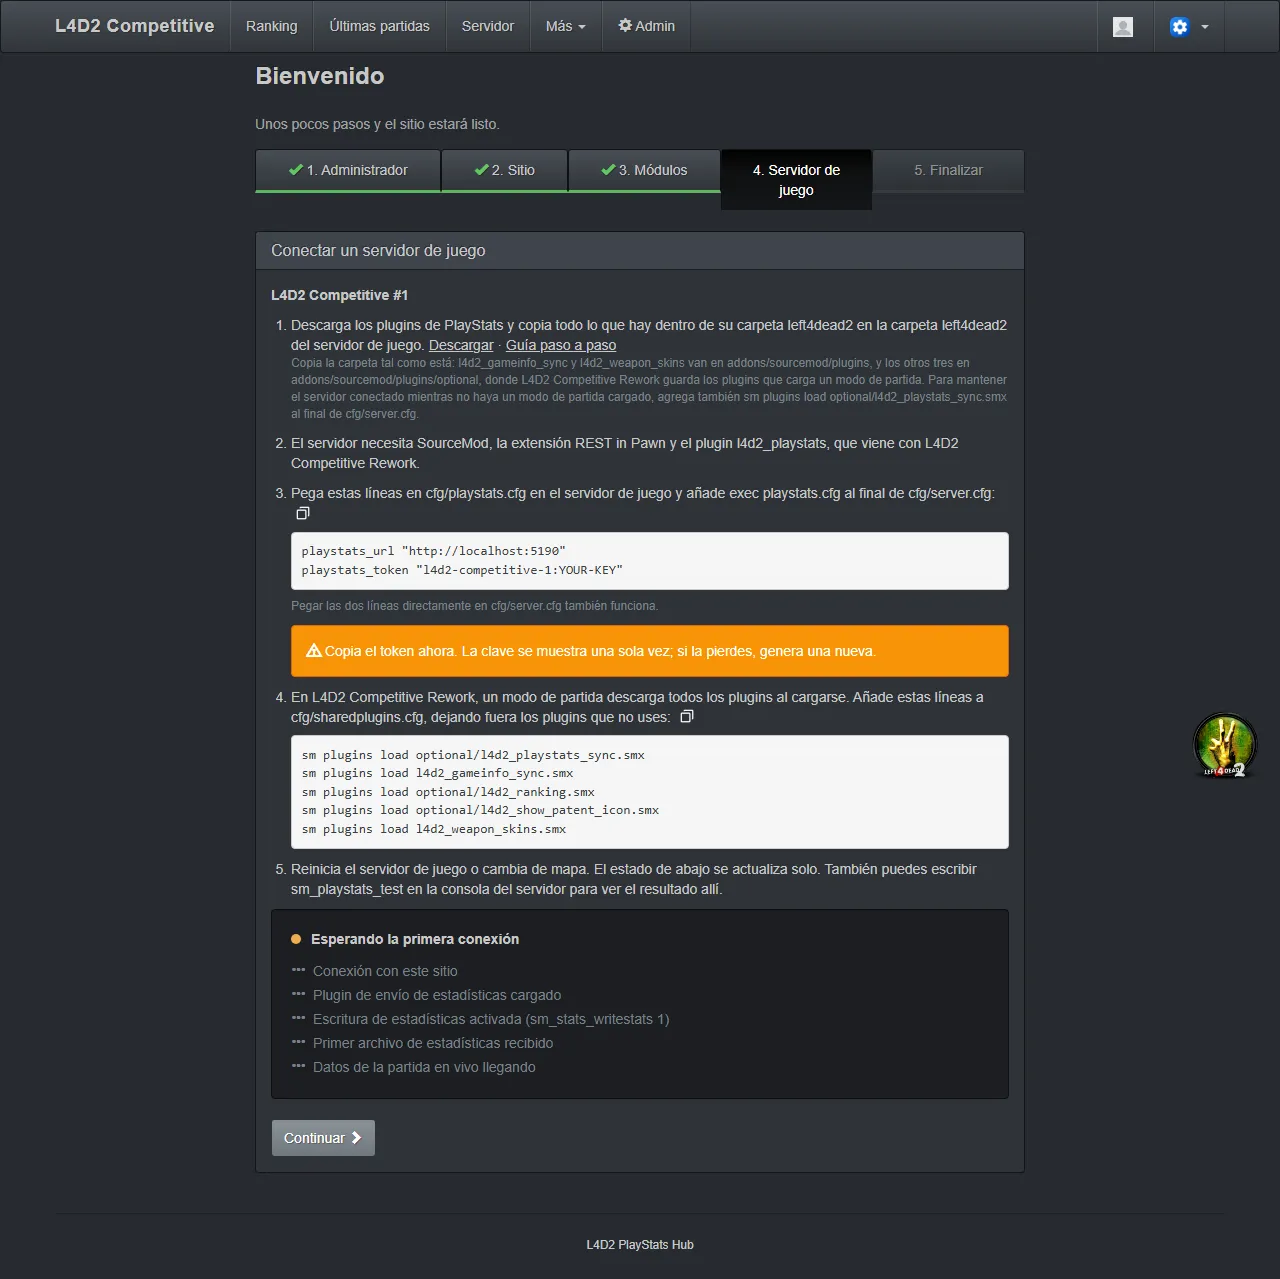 L4D2 Competitive
Ranking
Últimas partidas
Servidor
Más
Admin
Bienvenido
Unos pocos pasos y el sitio estará listo.
1. Administrador
2. Sitio
3. Módulos
4. Servidor de
juego
5. Finalizar
Conectar un servidor de juego
L4D2 Competitive #1
1. Descarga los plugins de PlayStats y copia todo lo que hay dentro de su carpeta left4dead2 en la carpeta left4dead2
del servidor de juego. Descargar · Guía paso a paso
Copia la carpeta tal como está: l4d2_gameinfo_sync y l4d2_weapon_skins van en addons/sourcemod/plugins, y los otros tres en
addons/sourcemod/plugins/optional, donde L4D2 Competitive Rework guarda los plugins que carga un modo de partida. Para mantener
el servidor conectado mientras no haya un modo de partida cargado, agrega también sm plugins load optional/l4d2_playstats_sync.smx
al final de cfg/server.cfg.
2. El servidor necesita SourceMod, la extensión REST in Pawn y el plugin l4d2_playstats, que viene con L4D2
Competitive Rework.
3. Pega estas líneas en cfg/playstats.cfg en el servidor de juego y añade exec playstats.cfg al final de cfg/server.cfg:
playstats_url "http://localhost:5190"
playstats_token "l4d2-competitive-1:YOUR-KEY"
Pegar las dos líneas directamente en cfg/server.cfg también funciona.
Copia el token ahora. La clave se muestra una sola vez; si la pierdes, genera una nueva.
4. En L4D2 Competitive Rework, un modo de partida descarga todos los plugins al cargarse. Añade estas líneas a
cfg/sharedplugins.cfg, dejando fuera los plugins que no uses:
sm plugins load optional/l4d2_playstats_sync.smx
sm plugins load l4d2_gameinfo_sync.smx
sm plugins load optional/l4d2_ranking.smx
sm plugins load optional/l4d2_show_patent_icon.smx
sm plugins load l4d2_weapon_skins.smx
LEFT 4 DEAD 2
5. Reinicia el servidor de juego o cambia de mapa. El estado de abajo se actualiza solo. También puedes escribir
sm_playstats_test en la consola del servidor para ver el resultado allí.
Esperando la primera conexión
Conexión con este sitio
Plugin de envío de estadísticas cargado
Escritura de estadísticas activada (sm_stats_writestats 1)
Primer archivo de estadísticas recibido
Datos de la partida en vivo llegando
Continuar
L4D2 PlayStats Hub